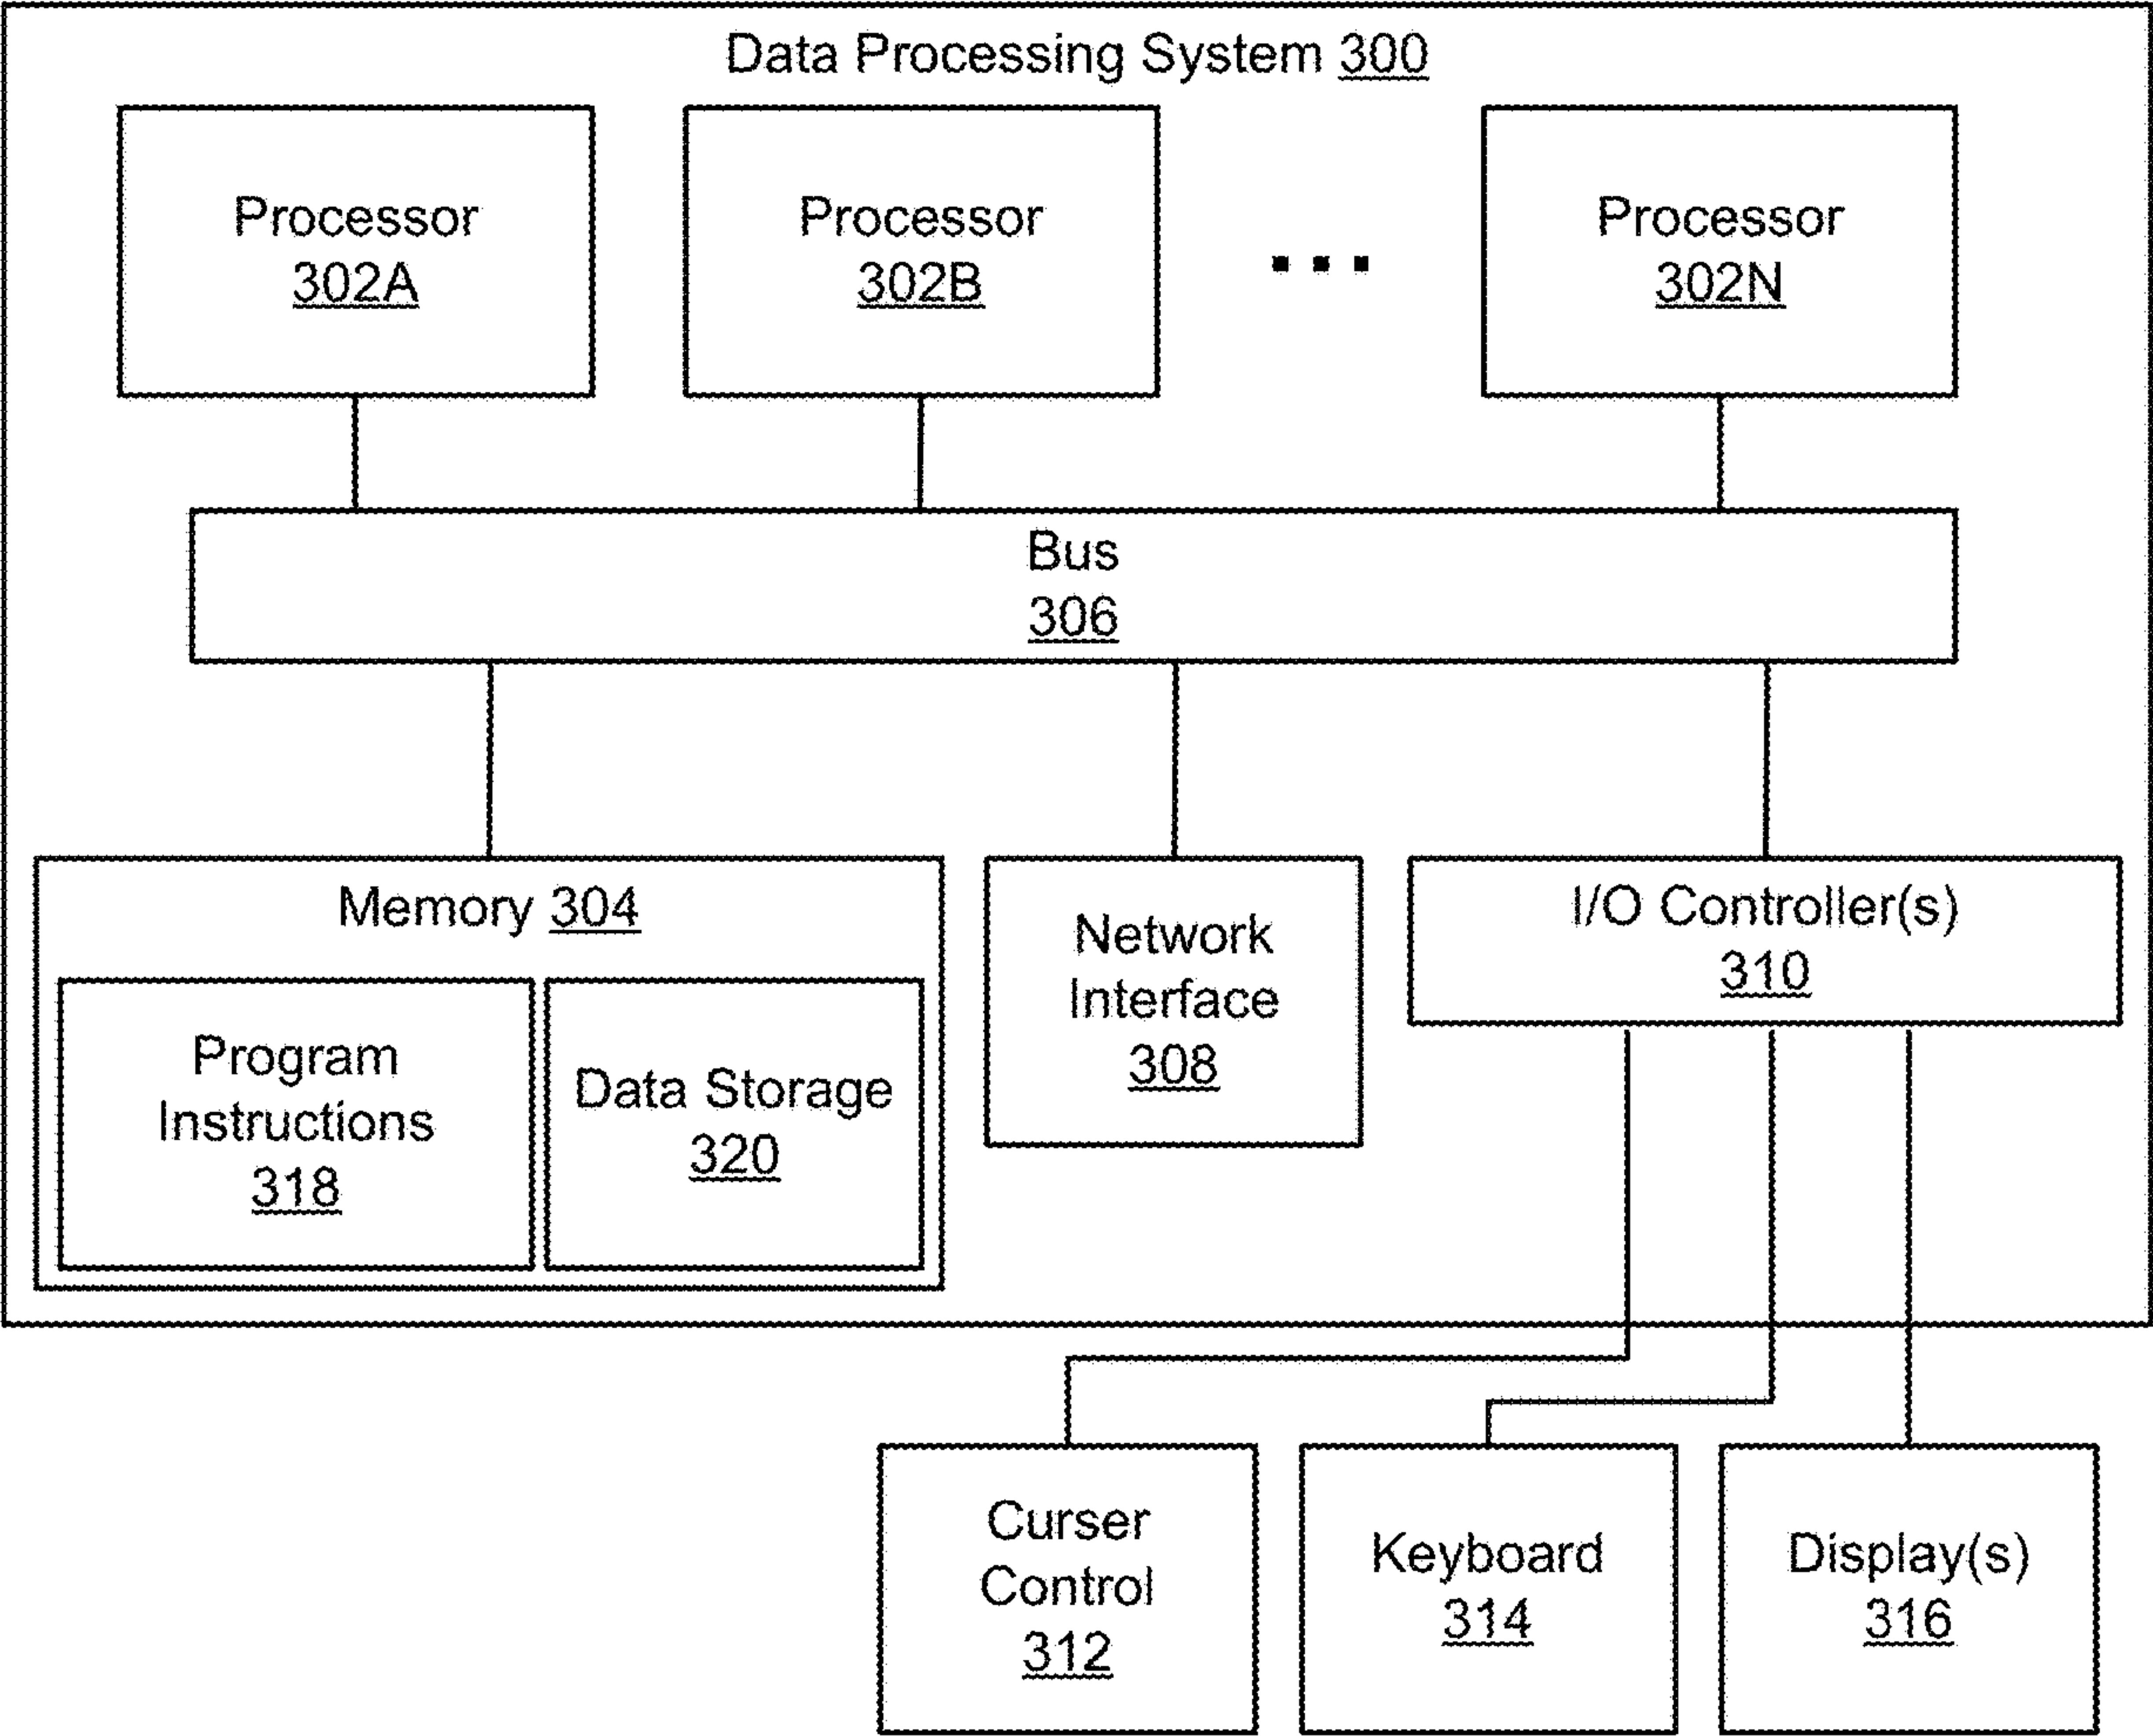 Data Processing System 300
Processor
302A
Processor
302B
...
Processor
302N
Bus
306
Memory 304
Program
Instructions
318
Data Storage
320
Network
Interface
308
I/O Controller(s)
310
Curser
Control
312
Keyboard
314
Display(s)
316